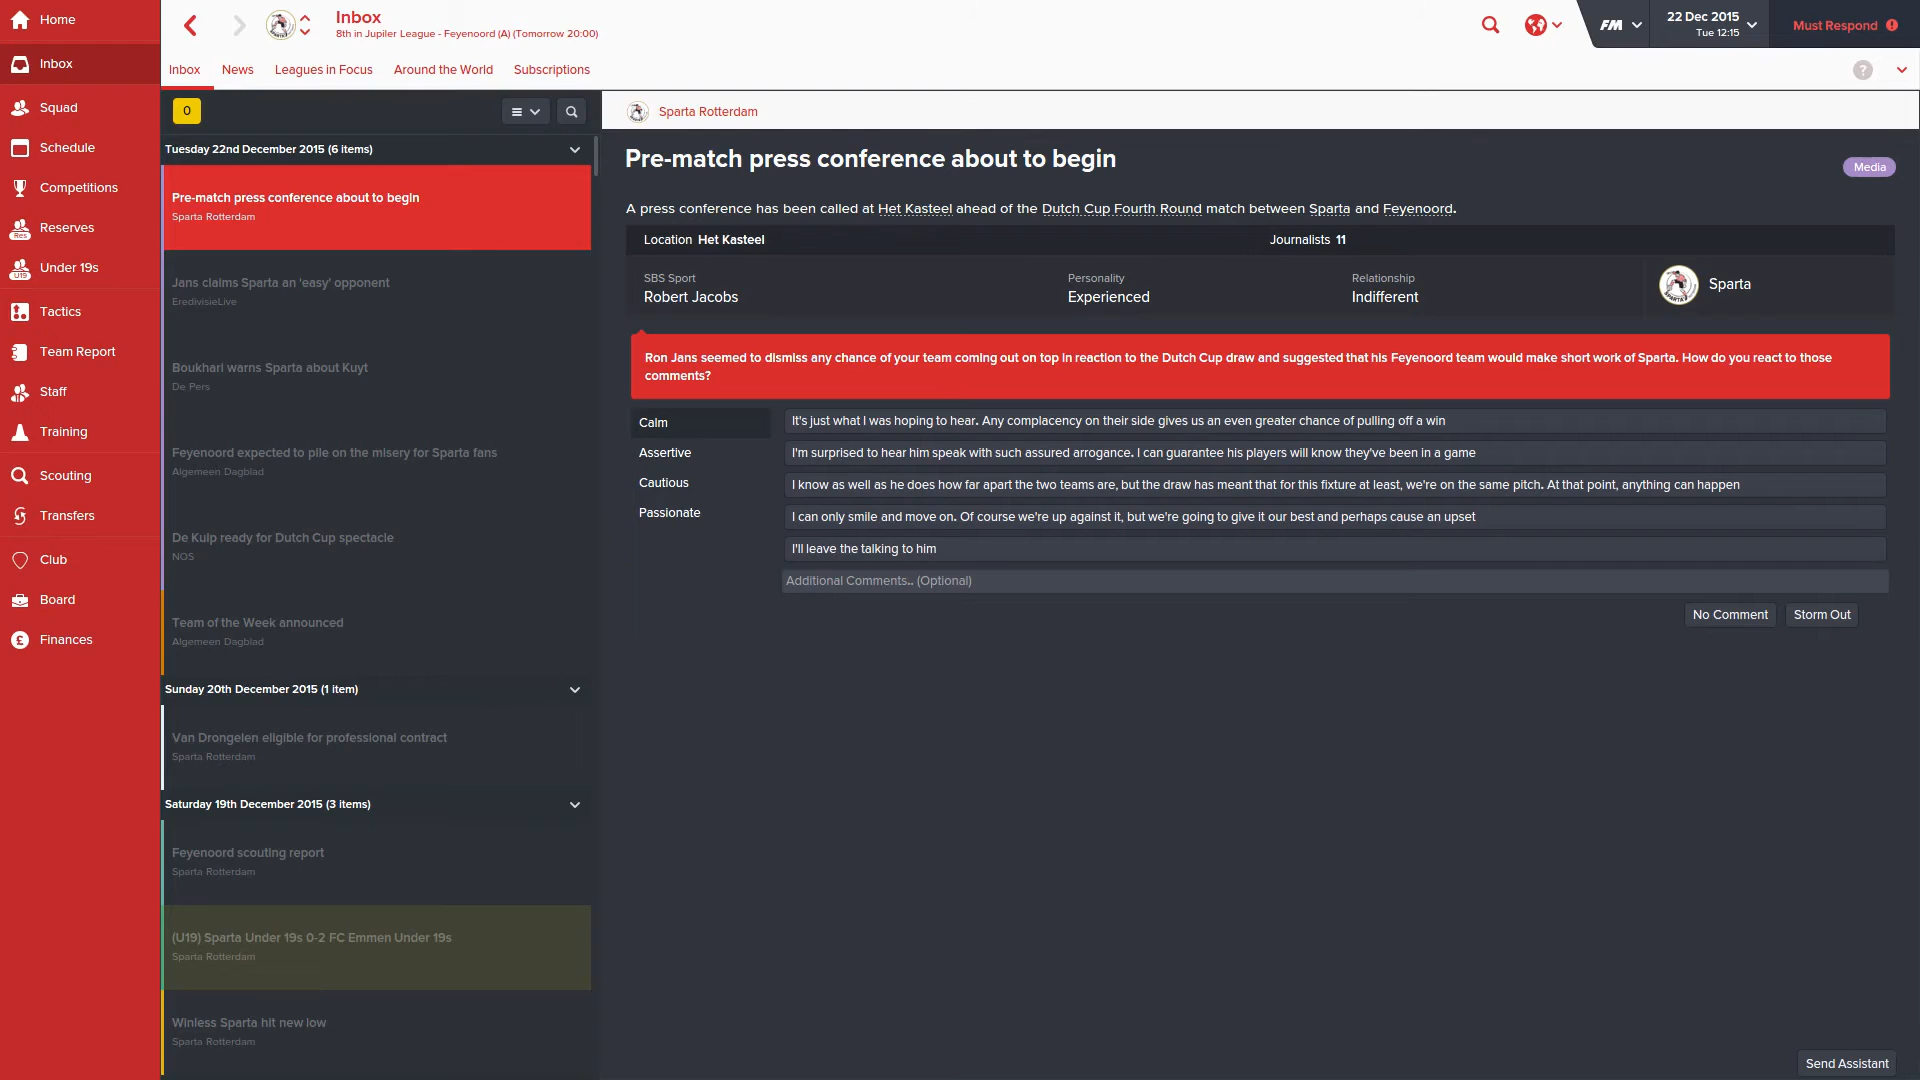 Home
Inbox
Squad
Schedule
Competitions
Res
Reserves
U19
Under 19s
Tactics
Team Report
Staff
Training
Scouting
Transfers
Club
Board
Finances
Inbox
8th in Jupiler League - Feyenoord (A) (Tomorrow 20:00)
FM
22 Dec 2015
Tue 12:15
Must Respond
Inbox
News
Leagues in Focus
Around the World
Subscriptions
?
0
Tuesday 22nd December 2015 (6 items)
Pre-match press conference about to begin
Sparta Rotterdam
Jans claims Sparta an 'easy' opponent
EredivisieLive
Boukhari warns Sparta about Kuyt
De Pers
Feyenoord expected to pile on the misery for Sparta fans
Algemeen Dagblad
De Kuip ready for Dutch Cup spectacle
NOS
Team of the Week announced
Algemeen Dagblad
Sunday 20th December 2015 (1 item)
Van Drongelen eligible for professional contract
Sparta Rotterdam
Saturday 19th December 2015 (3 items)
Feyenoord scouting report
Sparta Rotterdam
(U19) Sparta Under 19s 0-2 FC Emmen Under 19s
Sparta Rotterdam
Winless Sparta hit new low
Sparta Rotterdam
Sparta Rotterdam
Pre-match press conference about to begin
Media
A press conference has been called at Het Kasteel ahead of the Dutch Cup Fourth Round match between Sparta and Feyenoord.
Location Het Kasteel
Journalists 11
SBS Sport
Robert Jacobs
Personality
Experienced
Relationship
Indifferent
Sparta
Ron Jans seemed to dismiss any chance of your team coming out on top in reaction to the Dutch Cup draw and suggested that his Feyenoord team would make short work of Sparta. How do you react to those
comments?
Calm
Assertive
Cautious
Passionate
It's just what I was hoping to hear. Any complacency on their side gives us an even greater chance of pulling off a win
I'm surprised to hear him speak with such assured arrogance. I can guarantee his players will know they've been in a game
I know as well as he does how far apart the two teams are, but the draw has meant that for this fixture at least, we're on the same pitch. At that point, anything can happen
I can only smile and move on. Of course we're up against it, but we're going to give it our best and perhaps cause an upset
I'll leave the talking to him
Additional Comments.. (Optional)
No Comment
Storm Out
Send Assistant